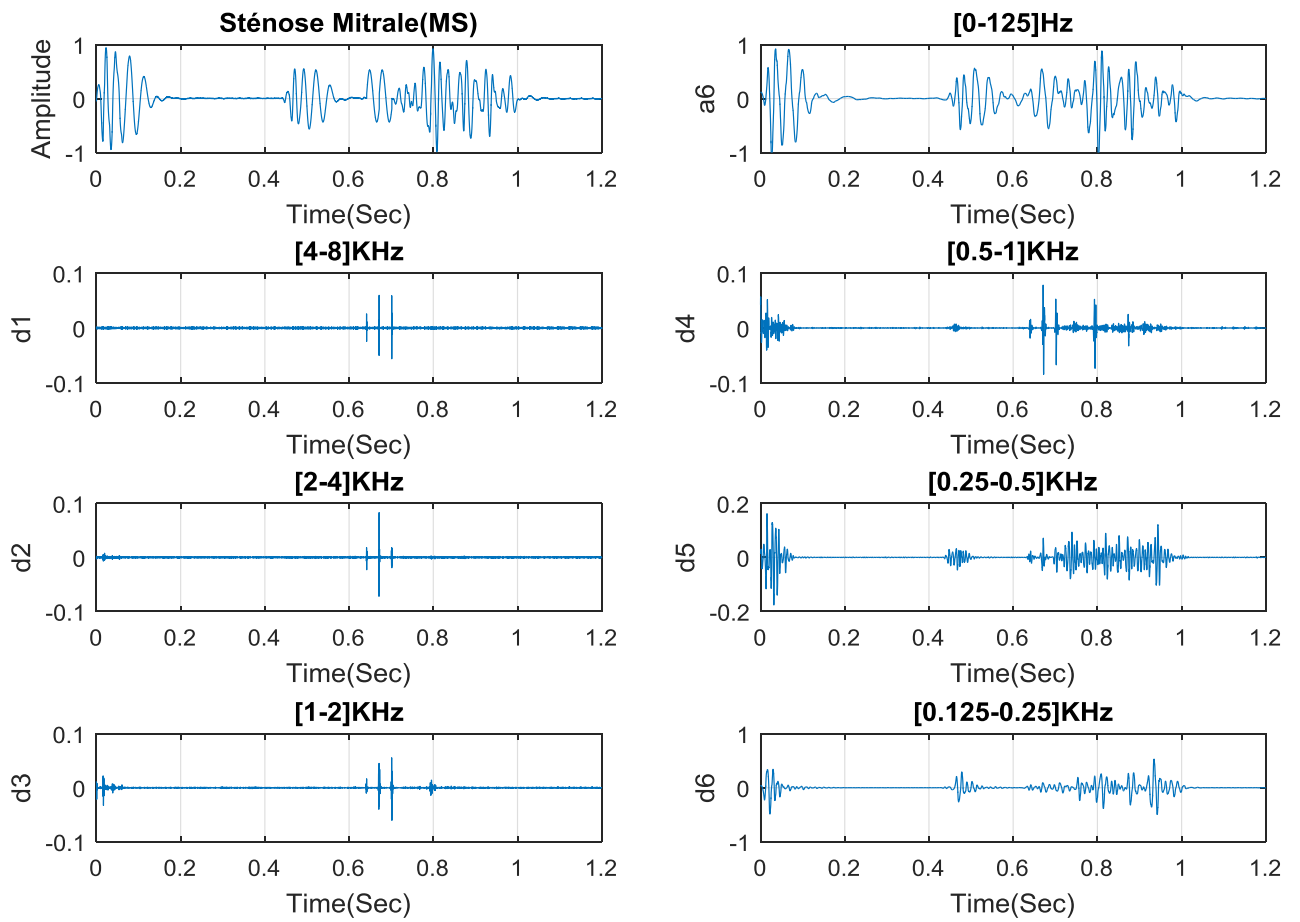 Sténose Mitrale(MS)
Amplitude
1
0
-1
0 0.2 0.4 0.6 0.8 1 1.2
Time(Sec)
[0-125]Hz
a6
1
0
-1
0 0.2 0.4 0.6 0.8 1 1.2
Time(Sec)
[4-8]KHz
d1
0.1
0
-0.1
0 0.2 0.4 0.6 0.8 1 1.2
Time(Sec)
[0.5-1]KHz
d4
0.1
0
-0.1
0 0.2 0.4 0.6 0.8 1 1.2
Time(Sec)
[2-4]KHz
d2
0.1
0
-0.1
0 0.2 0.4 0.6 0.8 1 1.2
Time(Sec)
[0.25-0.5]KHz
d5
0.2
0
-0.2
0 0.2 0.4 0.6 0.8 1 1.2
Time(Sec)
[1-2]KHz
d3
0.1
0
-0.1
0 0.2 0.4 0.6 0.8 1 1.2
Time(Sec)
[0.125-0.25]KHz
d6
1
0
-1
0 0.2 0.4 0.6 0.8 1 1.2
Time(Sec)